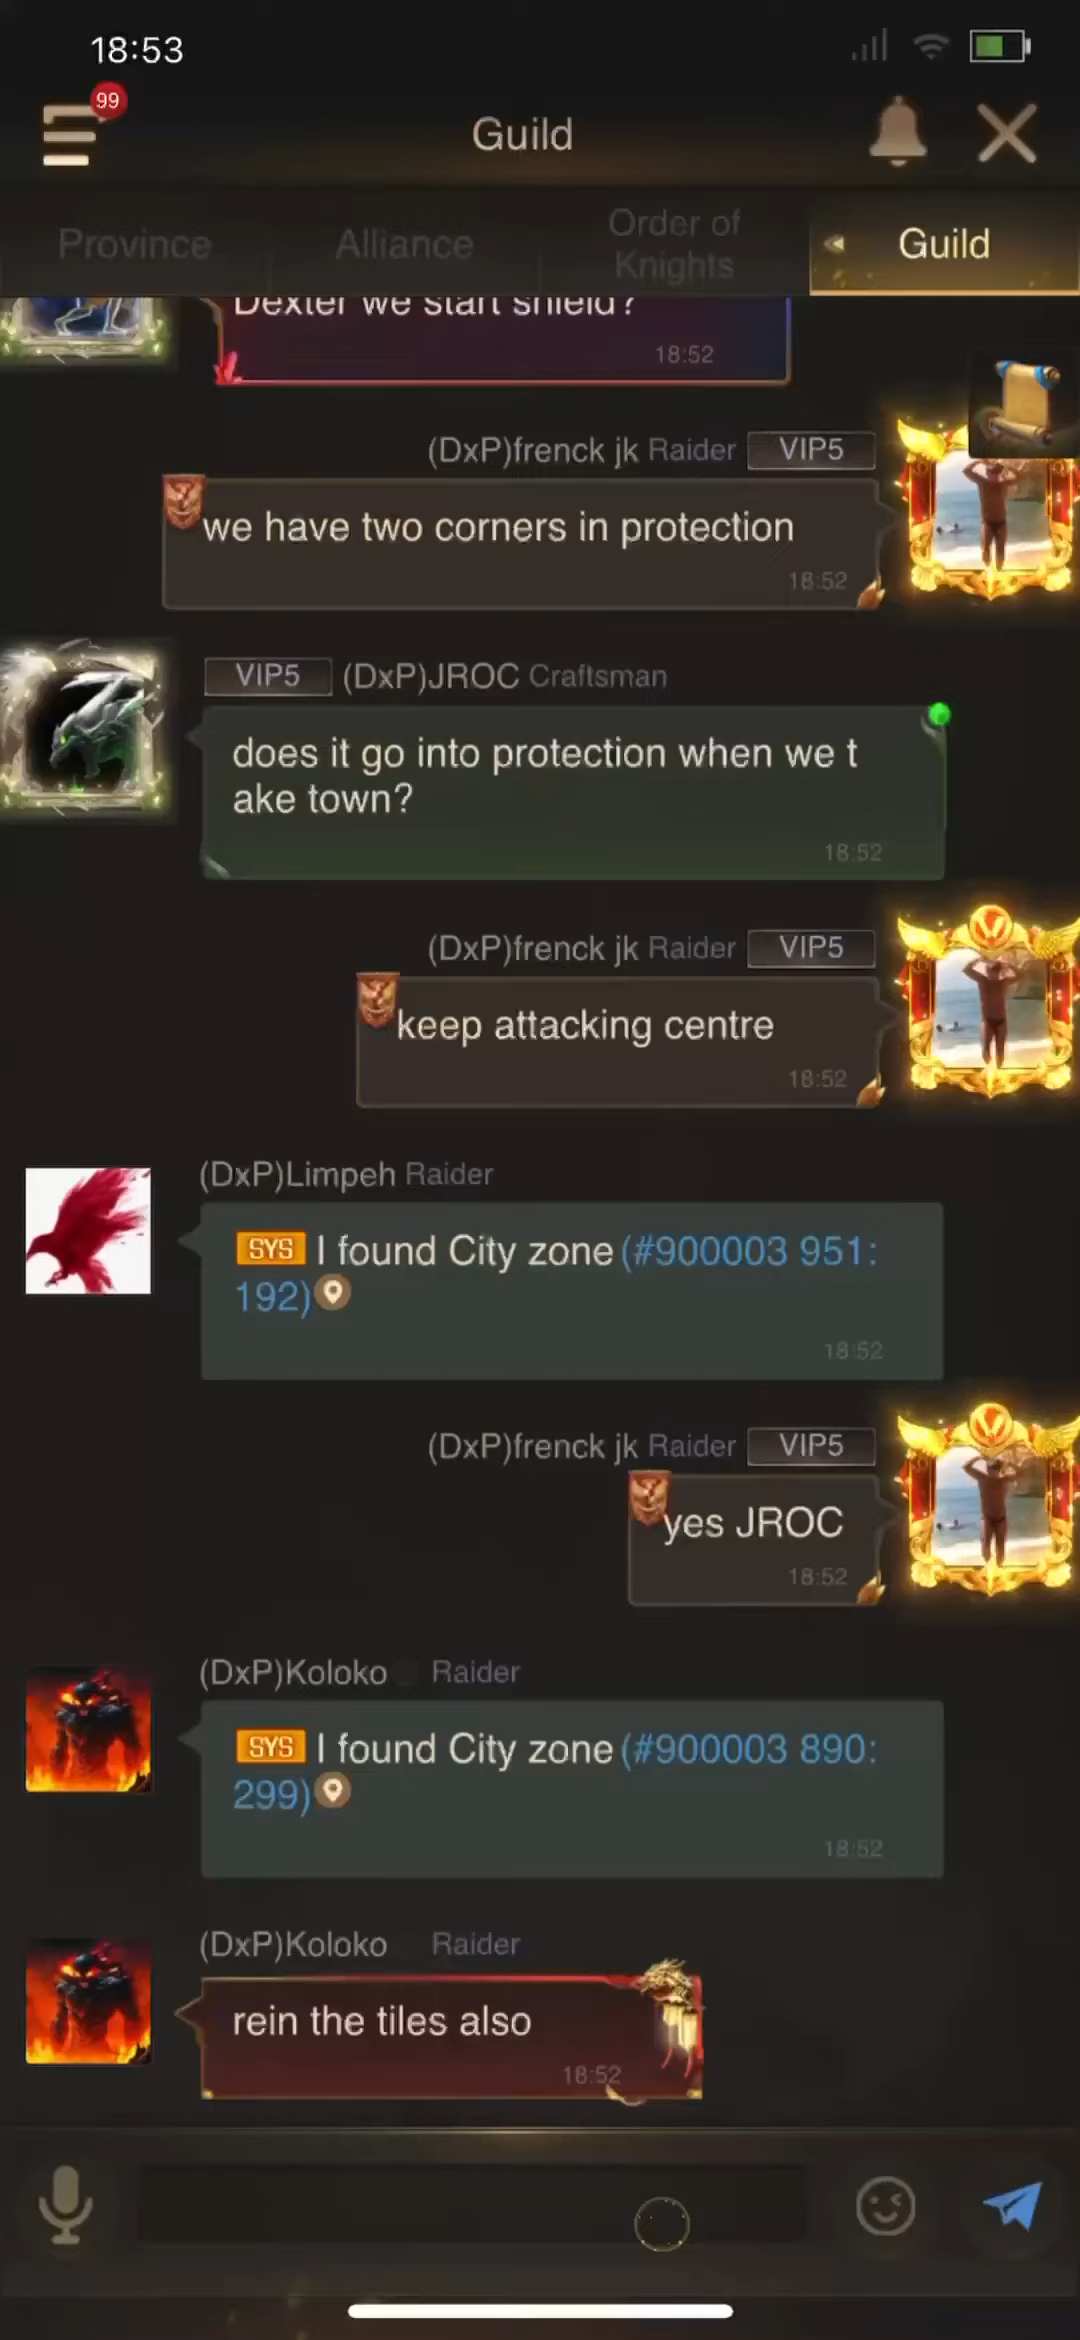 18:53
99
Guild
Province
Alliance
Order of
Knights
Guild
Dexter we start shield?
18:52
(DxP)frenck jk Raider VIP5
we have two corners in protection
18:52
VIP5 (DxP)JROC Craftsman
does it go into protection when we t
ake town?
18:52
(DxP)frenck jk Raider VIP5
keep attacking centre
18:52
(DxP)Limpeh Raider
SYS I found City zone (#900003 951:
192)
18:52
(DxP)frenck jk Raider VIP5
yes JROC
18:52
(DxP)Koloko Raider
SYS I found City zone (#900003 890:
299)
18:52
(DxP)Koloko Raider
rein the tiles also
18:52